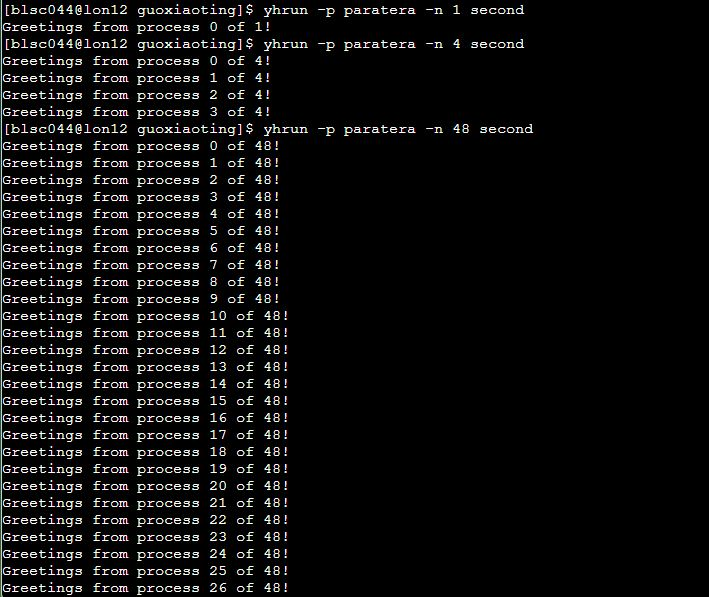 [blsc044@lon12 guoxiaoting]$ yhrun -p paratera -n 1 second
Greetings from process 0 of 1!
[blsc044@lon12 guoxiaoting]$ yhrun -p paratera -n 4 second
Greetings from process 0 of 4!
Greetings from process 1 of 4!
Greetings from process 2 of 4!
Greetings from process 3 of 4!
[blsc044@lon12 guoxiaoting]$ yhrun -p paratera -n 48 second
Greetings from process 0 of 48!
Greetings from process 1 of 48!
Greetings from process 2 of 48!
Greetings from process 3 of 48!
Greetings from process 4 of 48!
Greetings from process 5 of 48!
Greetings from process 6 of 48!
Greetings from process 7 of 48!
Greetings from process 8 of 48!
Greetings from process 9 of 48!
Greetings from process 10 of 48!
Greetings from process 11 of 48!
Greetings from process 12 of 48!
Greetings from process 13 of 48!
Greetings from process 14 of 48!
Greetings from process 15 of 48!
Greetings from process 16 of 48!
Greetings from process 17 of 48!
Greetings from process 18 of 48!
Greetings from process 19 of 48!
Greetings from process 20 of 48!
Greetings from process 21 of 48!
Greetings from process 22 of 48!
Greetings from process 23 of 48!
Greetings from process 24 of 48!
Greetings from process 25 of 48!
Greetings from process 26 of 48!